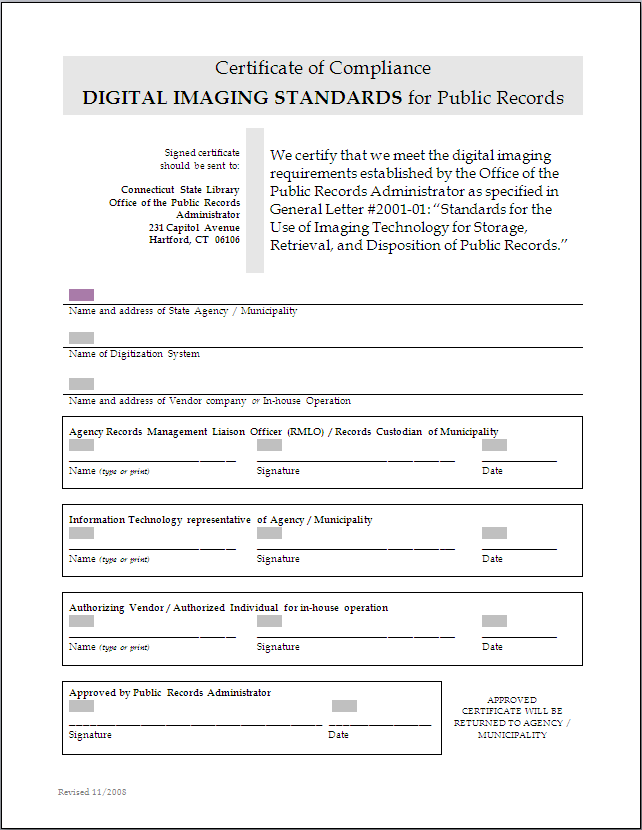 Certificate of Compliance
DIGITAL IMAGING STANDARDS for Public Records
Signed certificate
should be sent to:
Connecticut State Library
Office of the Public Records
Administrator
231 Capitol Avenue
Hartford, CT 06106
We certify that we meet the digital imaging
requirements established by the Office of the
Public Records Administrator as specified in
General Letter #2001-01: “Standards for the
Use of Imaging Technology for Storage,
Retrieval, and Disposition of Public Records.”
Name and address of State Agency / Municipality
Name of Digitization System
Name and address of Vendor company or In-house Operation
Agency Records Management Liaison Officer (RMLO) / Records Custodian of Municipality
Name (type or print) Signature Date
Information Technology representative of Agency / Municipality
Name (type or print) Signature Date
Authorizing Vendor / Authorized Individual for in-house operation
Name (type or print) Signature Date
Approved by Public Records Administrator
Signature Date
APPROVED
CERTIFICATE WILL BE
RETURNED TO AGENCY /
MUNICIPALITY
Revised 11/2008